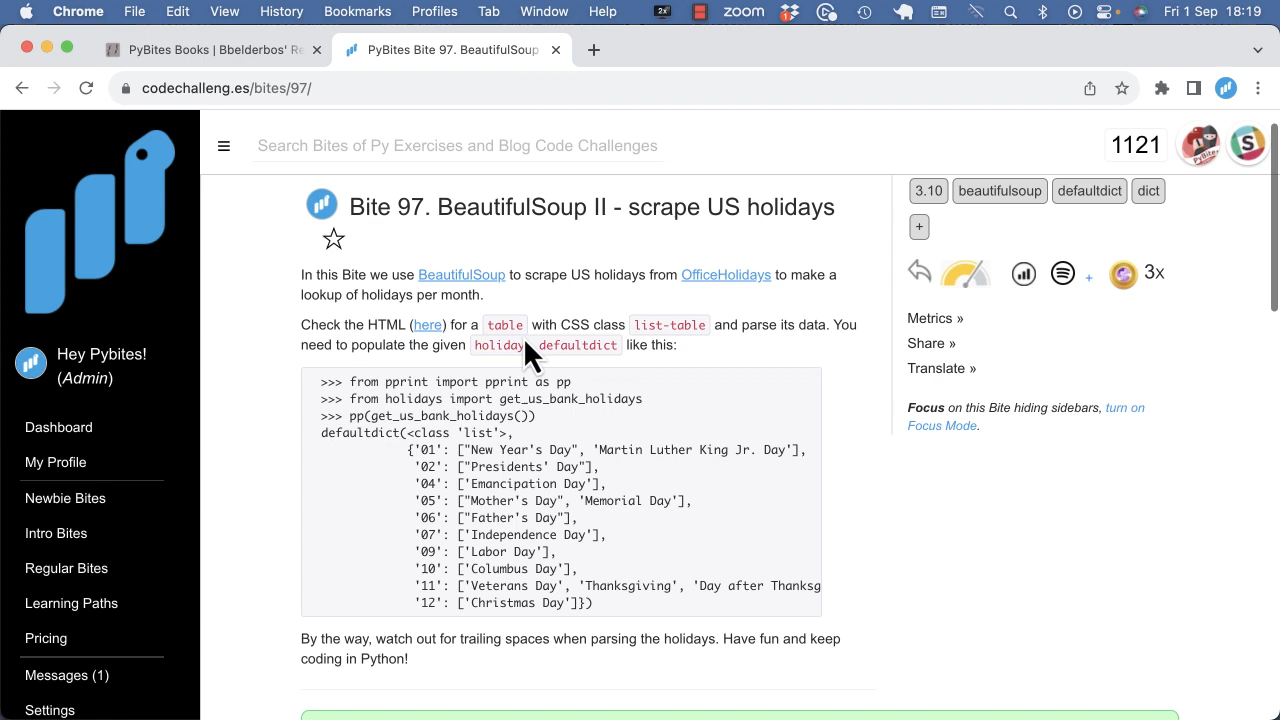 Chrome File Edit View History Bookmarks Profiles Tab Window Help 2x zoom Fri 1 Sep 18:19
PyBites Books | Bbelderbos' Re
PyBites Bite 97. BeautifulSoup
codechalleng.es/bites/97/
Search Bites of Py Exercises and Blog Code Challenges
1121
Hey Pybites!
(Admin)
Dashboard
My Profile
Newbie Bites
Intro Bites
Regular Bites
Learning Paths
Pricing
Messages (1)
Settings
Bite 97. BeautifulSoup II - scrape US holidays
In this Bite we use BeautifulSoup to scrape US holidays from OfficeHolidays to make a
lookup of holidays per month.
Check the HTML (here) for a table with CSS class list-table and parse its data. You
need to populate the given holiday defaultdict like this:
>>> from pprint import pprint as pp
>>> from holidays import get_us_bank_holidays
>>> pp(get_us_bank_holidays())
defaultdict(<class 'list'>,
{'01': ["New Year's Day", 'Martin Luther King Jr. Day'],
'02': ["Presidents' Day"],
'04': ['Emancipation Day'],
'05': ["Mother's Day", 'Memorial Day'],
'06': ["Father's Day"],
'07': ['Independence Day'],
'09': ['Labor Day'],
'10': ['Columbus Day'],
'11': ['Veterans Day', 'Thanksgiving', 'Day after Thanksg
'12': ['Christmas Day']})
By the way, watch out for trailing spaces when parsing the holidays. Have fun and keep
coding in Python!
3.10 beautifulsoup defaultdict dict
+
+ 3x
Metrics »
Share »
Translate »
Focus on this Bite hiding sidebars, turn on
Focus Mode.